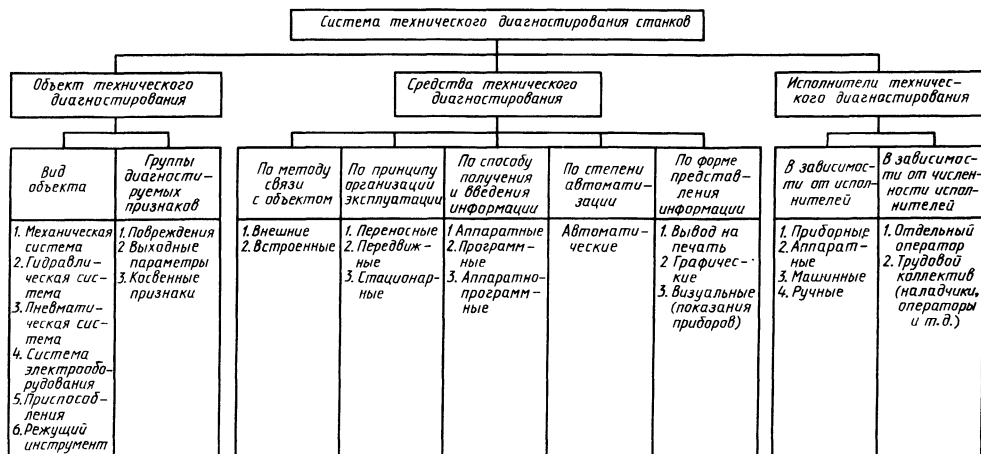 Система технического диагностирования станков
Объект технического
диагностирования
Средства технического
диагностирования
Исполнители техничес-
кого диагностирования
Вид
объекта
Группы
диагности-
руемых
признаков
По методу
связи
с объектом
По принципу
организации
эксплуатации
По способу
получения
и введения
информации
По степени
автомати-
зации
По форме
представ-
ления
информации
В зависимос-
ти от испол-
нителей
В зависимос-
ти от числен-
ности испол-
нителей
1. Механическая
система
2. Гидравли-
ческая сис-
тема
3. Пневмати-
ческая сис-
тема
4. Система
электрообо-
рудования
5. Приспособ-
ления
6. Режущий
инструмент
1. Повреждения
2 Выходные
параметры
3. Косвенные
признаки
1. Внешние
2. Встроенные
1. Переносные
2. Передвиж-
ные
3. Стационар-
ные
1 Аппаратные
2. Программ-
ные
3. Аппаратно-
программ-
ные
Автомати-
ческие
1. Вывод на
печать
2 Графичес-
кие
3. Визуальные
(показания
приборов)
1. Приборные
2. Аппарат-
ные
3. Машинные
4. Ручные
1. Отдельный
оператор
2. Трудовой
коллектив
(наладчики,
операторы
и т.д.)